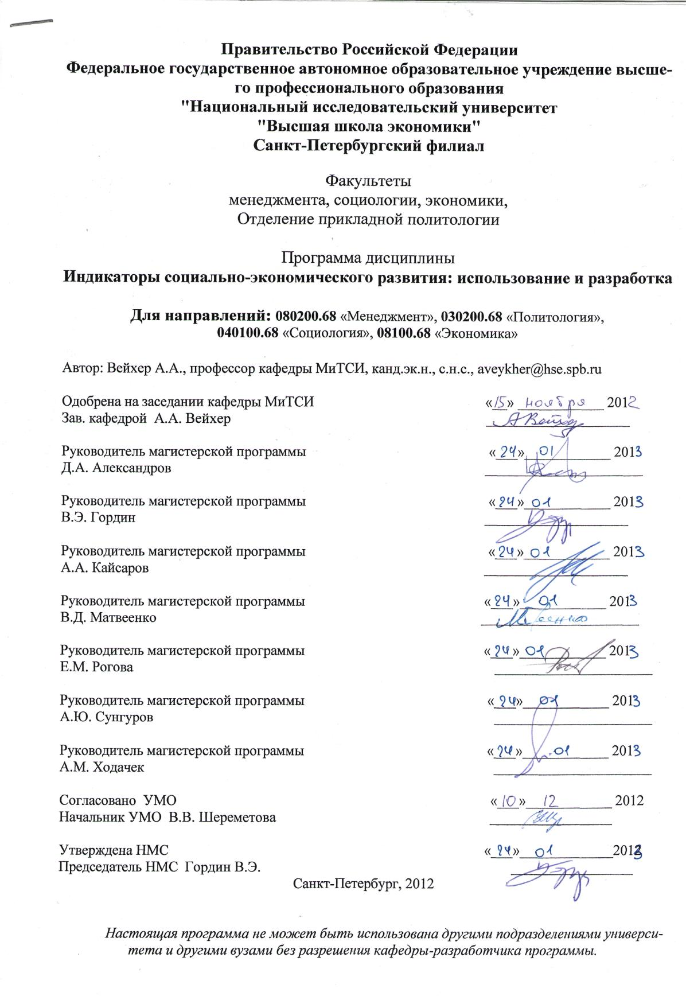 Правительство Российской Федерации
Федеральное государственное автономное образовательное учреждение высше-
го профессионального образования
"Национальный исследовательский университет
"Высшая школа экономики"
Санкт-Петербургский филиал
Факультеты
менеджмента, социологии, экономики,
Отделение прикладной политологии
Программа дисциплины
Индикаторы социально-экономического развития: использование и разработка
Для направлений: 080200.68 «Менеджмент», 030200.68 «Политология»,
040100.68 «Социология», 08100.68 «Экономика»
Автор: Вейхер А.А., профессор кафедры МиТСИ, канд.эк.н., с.н.с., aveykher@hse.spb.ru
Одобрена на заседании кафедры МиТСИ «15» ноября 2012
Зав. кафедрой А.А. Вейхер
Руководитель магистерской программы «24» 01 2013
Д.А. Александров
Руководитель магистерской программы «24» 01 2013
В.Э. Гордин
Руководитель магистерской программы «24» 01 2013
А.А. Кайсаров
Руководитель магистерской программы «24» 01 2013
В.Д. Матвеенко
Руководитель магистерской программы «24» 01 2013
Е.М. Рогова
Руководитель магистерской программы «24» 01 2013
А.Ю. Сунгуров
Руководитель магистерской программы «24» 01 2013
А.М. Ходачек
Согласовано УМО «10» 12 2012
Начальник УМО В.В. Шереметова
Утверждена НМС «24» 01 2013
Председатель НМС Гордин В.Э.
Санкт-Петербург, 2012
Настоящая программа не может быть использована другими подразделениями универси-
тета и другими вузами без разрешения кафедры-разработчика программы.